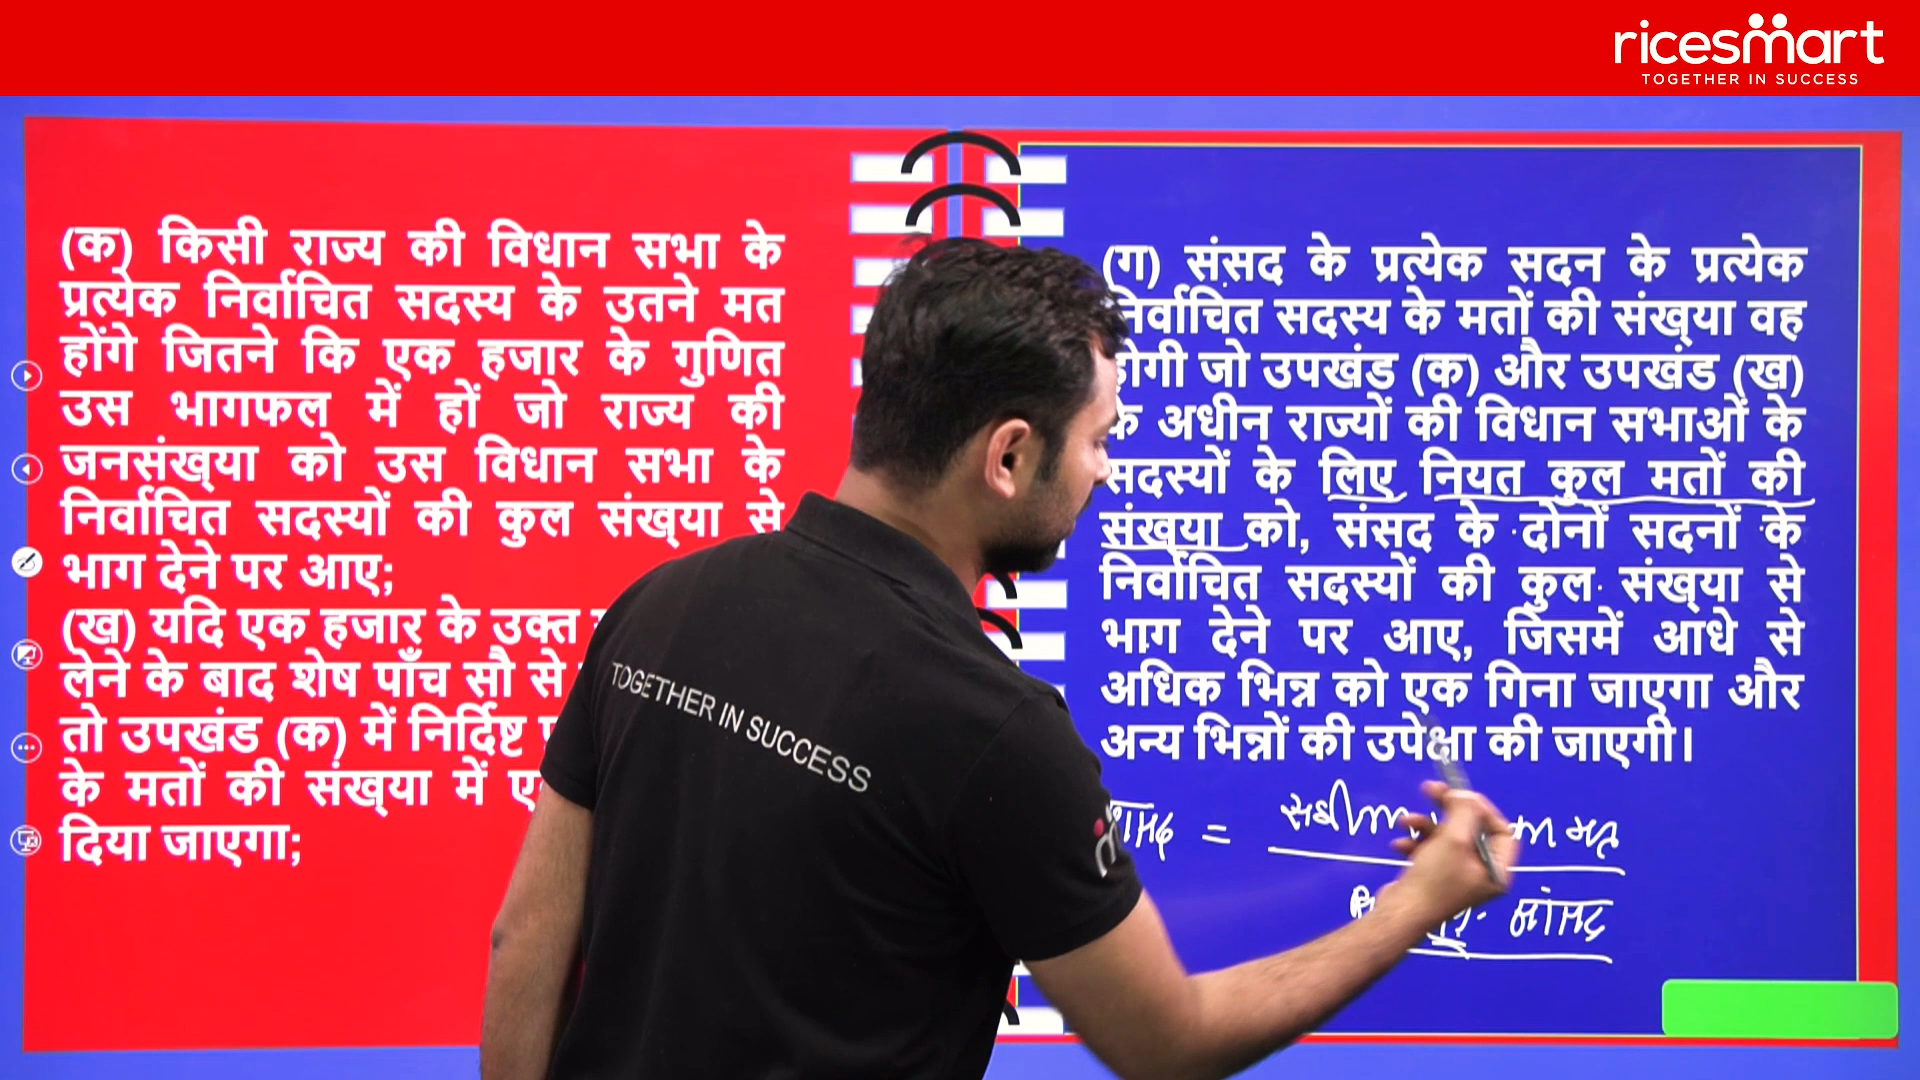 ricesmart
TOGETHER IN SUCCESS
(क) किसी राज्य की विधान सभा के
प्रत्येक निर्वाचित सदस्य के उतने मत
होंगे जितने कि एक हजार के गुणित
उस भागफल में हों जो राज्य की
जनसंख्या को उस विधान सभा के
निर्वाचित सदस्यों की कुल संख्या से
भाग देने पर आए;
(ख) यदि एक हजार के उक्त
लेने के बाद शेष पाँच सौ से
तो उपखंड (क) में निर्दिष्ट
के मतों की संख्या में
दिया जाएगा;
(ग) संसद के प्रत्येक सदन के प्रत्येक
निर्वाचित सदस्य के मतों की संख्या वह
होगी जो उपखंड (क) और उपखंड (ख)
के अधीन राज्यों की विधान सभाओं के
सदस्यों के लिए नियत कुल मतों की
संख्या को, संसद के दोनों सदनों के
निर्वाचित सदस्यों की कुल संख्या से
भाग देने पर आए, जिसमें आधे से
अधिक भिन्न को एक गिना जाएगा और
अन्य भिन्नों की उपेक्षा की जाएगी।
=
सांसद
TOGETHER IN SUCCESS